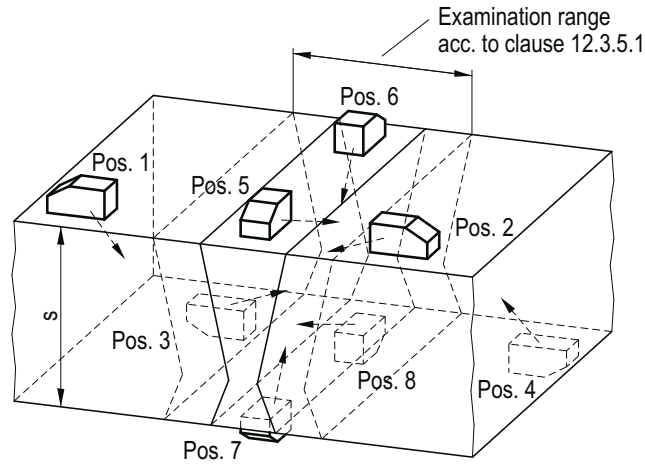 Examination range
acc. to clause 12.3.5.1
Pos. 6
Pos. 1
Pos. 5
Pos. 2
s
Pos. 3
Pos. 8
Pos. 4
Pos. 7